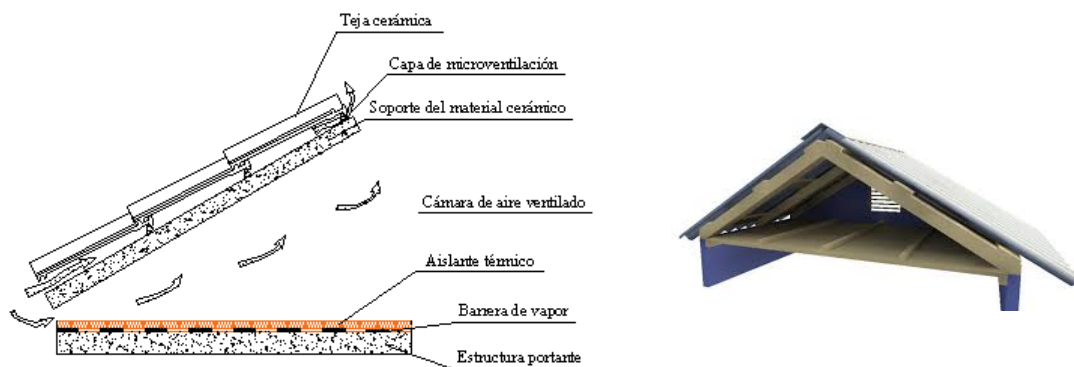 Teja cerámica
Capa de microventilación
Soporte del material cerámico
Cámara de aire ventilado
Aislante térmico
Barrera de vapor
Estructura portante